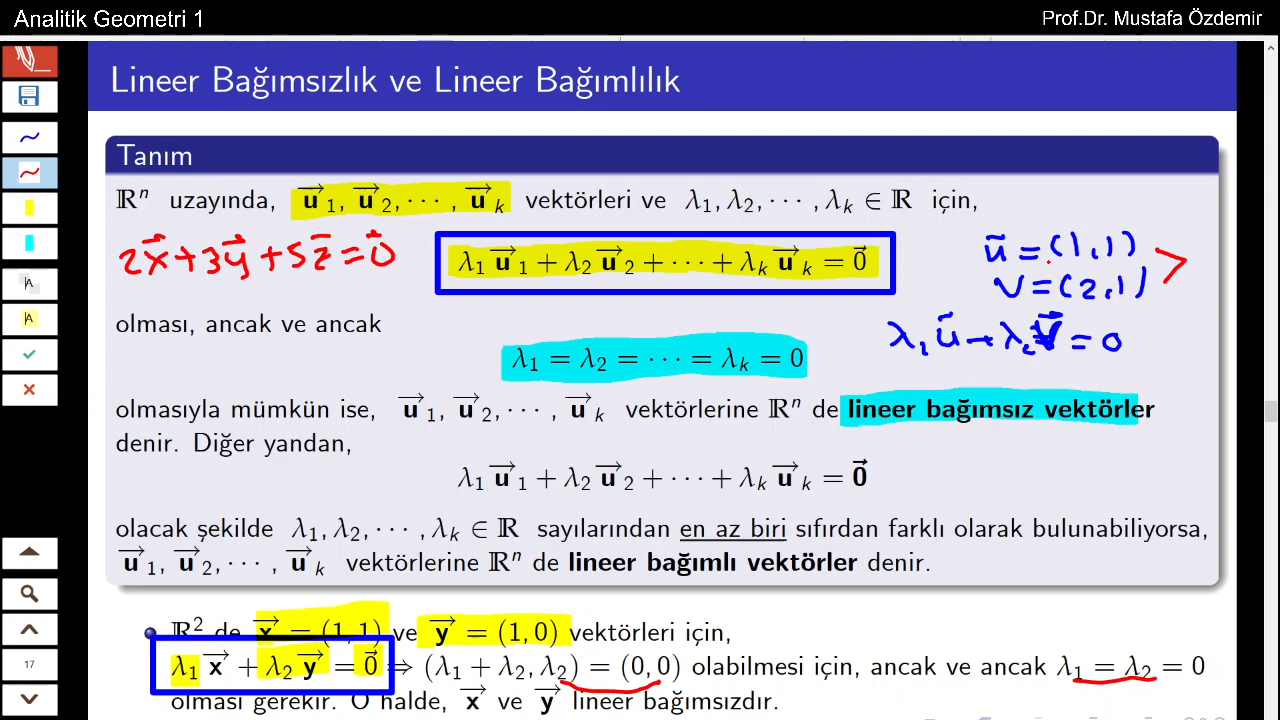 Analitik Geometri 1 Prof.Dr. Mustafa Özdemir
Lineer Bağımsızlık ve Lineer Bağımlılık
Tanım
ℝⁿ uzayında, u⃗₁, u⃗₂, ⋯ , u⃗ₖ vektörleri ve λ₁, λ₂, ⋯ , λₖ ∈ ℝ için,
2x⃗+3y⃗+5z⃗=0⃗
λ₁u⃗₁ + λ₂u⃗₂ + ⋯ + λₖu⃗ₖ = 0⃗
u⃗ = (1,1)
v = (2,1)
λ₁u⃗+λ₂v⃗ = 0
olması, ancak ve ancak
λ₁ = λ₂ = ⋯ = λₖ = 0
olmasıyla mümkün ise, u⃗₁, u⃗₂, ⋯ , u⃗ₖ vektörlerine ℝⁿ de lineer bağımsız vektörler
denir. Diğer yandan,
λ₁u⃗₁ + λ₂u⃗₂ + ⋯ + λₖu⃗ₖ = 0⃗
olacak şekilde λ₁, λ₂, ⋯ , λₖ ∈ ℝ sayılarından en az biri sıfırdan farklı olarak bulunabiliyorsa,
u⃗₁, u⃗₂, ⋯ , u⃗ₖ vektörlerine ℝⁿ de lineer bağımlı vektörler denir.
ℝ² de x⃗ = (1, 1) ve y⃗ = (1, 0) vektörleri için,
λ₁x⃗ + λ₂y⃗ = 0⃗ ⇒ (λ₁ + λ₂, λ₂) = (0, 0) olabilmesi için, ancak ve ancak λ₁ = λ₂ = 0
olması gerekir. O halde, x⃗ ve y⃗ lineer bağımsızdır.
17